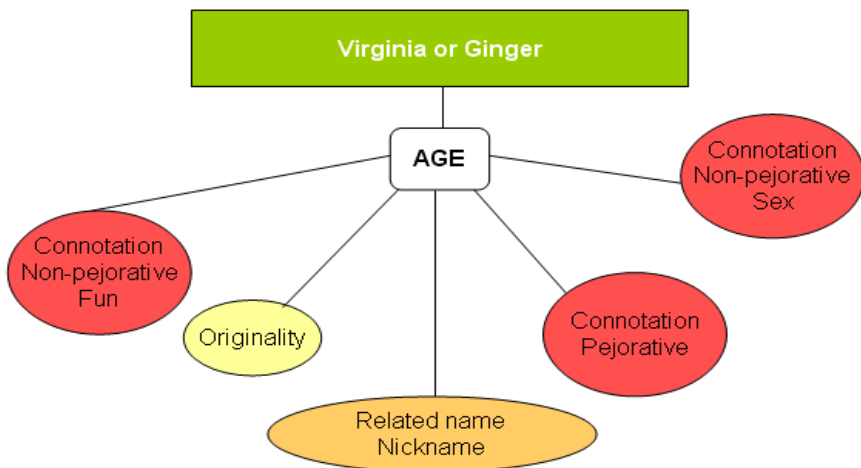 Virginia or Ginger
AGE
Connotation
Non-pejorative
Sex
Connotation
Non-pejorative
Fun
Originality
Connotation
Pejorative
Related name
Nickname